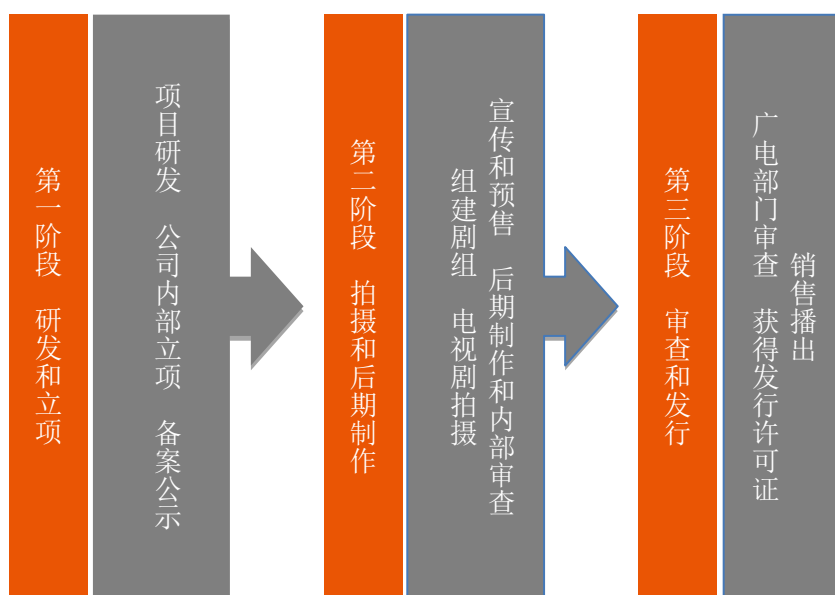 第一阶段 研发和立项
项目研发 公司内部立项 备案公示
第二阶段 拍摄和后期制作
组建剧组 电视剧拍摄
宣传和预售 后期制作和内部审查
第三阶段 审查和发行
广电部门审查 获得发行许可证
销售播出